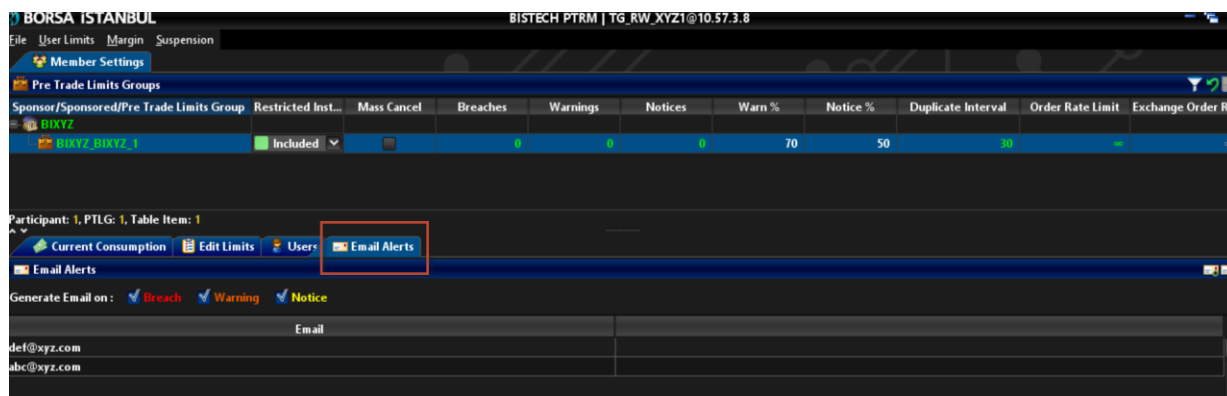 BORSA İSTANBUL BISTECH PTRM | TG_RW_XYZ1@10.57.3.8
File User Limits Margin Suspension
Member Settings
Pre Trade Limits Groups
Sponsor/Sponsored/Pre Trade Limits Group Restricted Inst... Mass Cancel Breaches Warnings Notices Warn % Notice % Duplicate Interval Order Rate Limit Exchange Order R
BIXYZ
BIXYZ_BIXYZ_1 Included 0 0 0 70 50 30 ∞
Participant: 1, PTLG: 1, Table Item: 1
Current Consumption Edit Limits Users Email Alerts
Email Alerts
Generate Email on : Breach Warning Notice
Email
def@xyz.com
abc@xyz.com